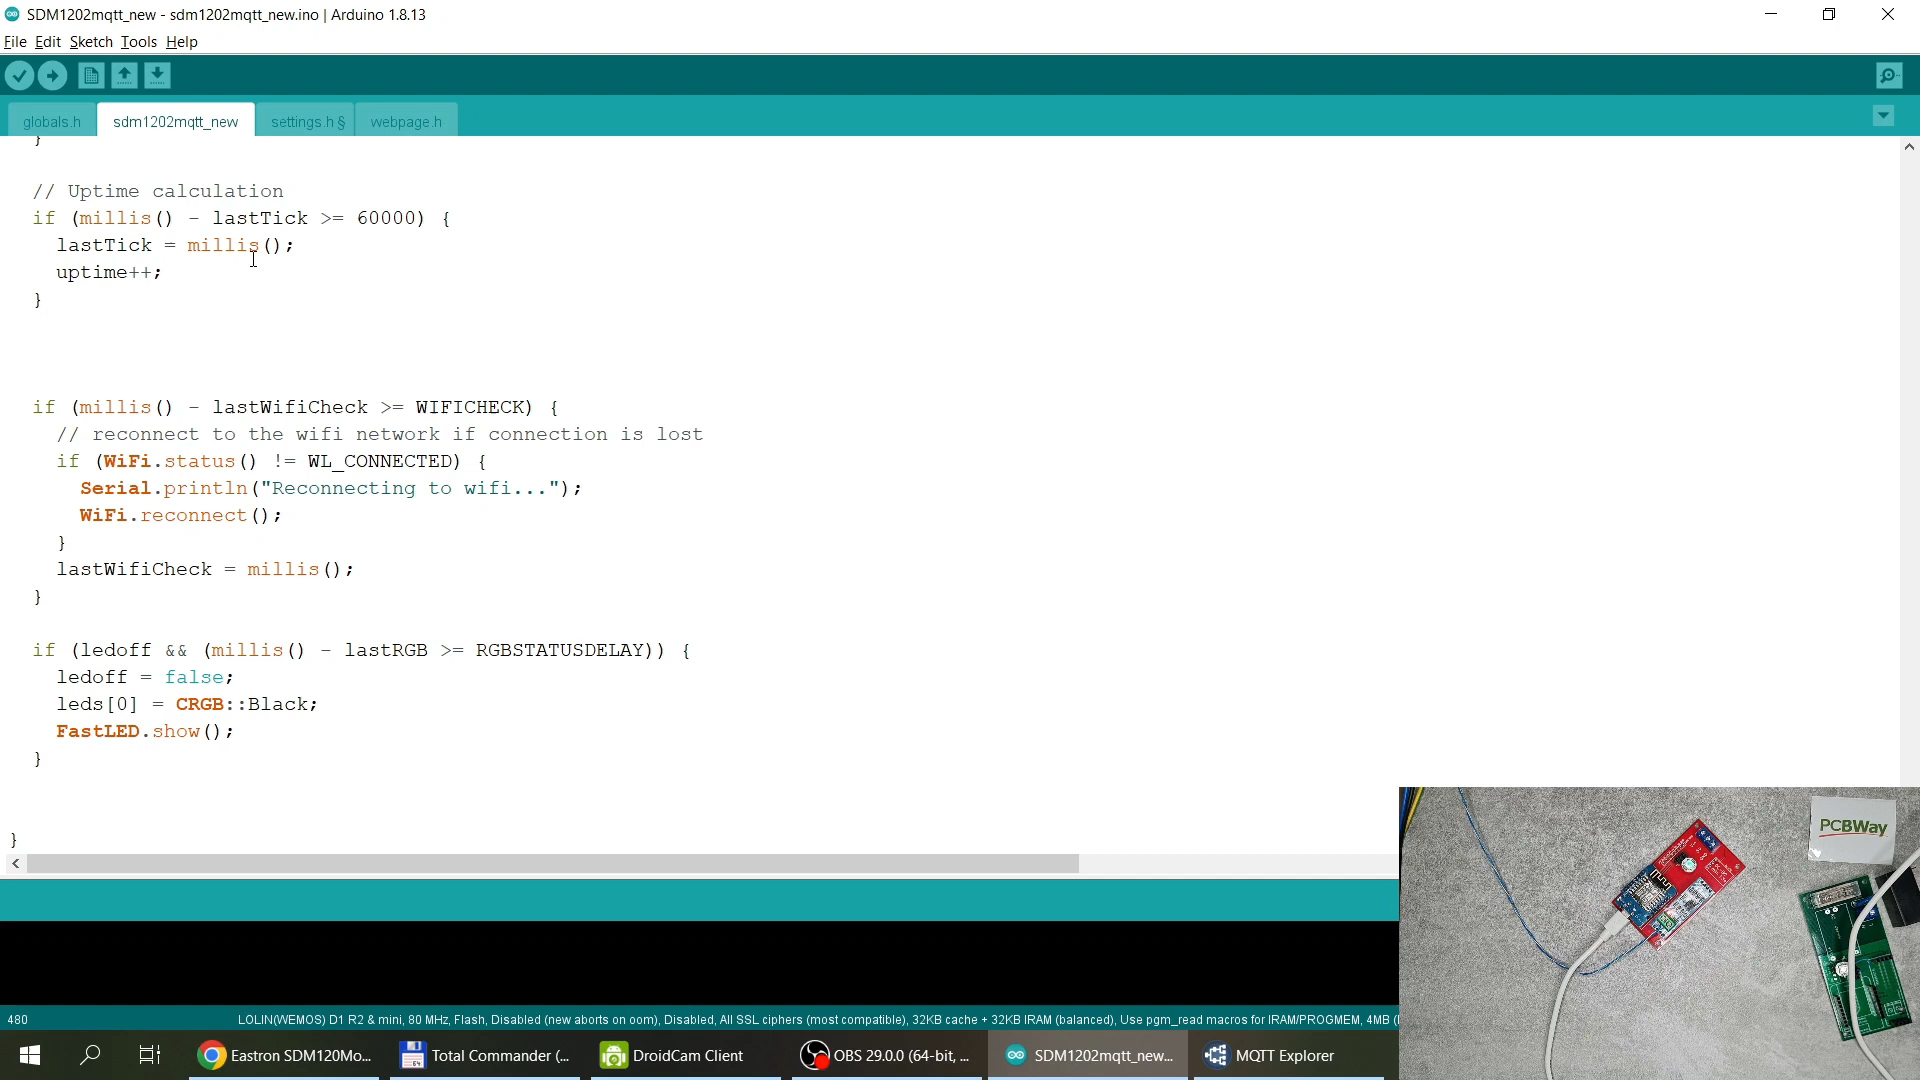 SDM1202mqtt_new - sdm1202mqtt_new.ino | Arduino 1.8.13
File Edit Sketch Tools Help
globals.h sdm1202mqtt_new settings.h § webpage.h
}
// Uptime calculation
if (millis() - lastTick >= 60000) {
lastTick = millis();
uptime++;
}
if (millis() - lastWifiCheck >= WIFICHECK) {
// reconnect to the wifi network if connection is lost
if (WiFi.status() != WL_CONNECTED) {
Serial.println("Reconnecting to wifi...");
WiFi.reconnect();
}
lastWifiCheck = millis();
}
if (ledoff && (millis() - lastRGB >= RGBSTATUSDELAY)) {
ledoff = false;
leds[0] = CRGB::Black;
FastLED.show();
}
}
PCBWay
480 LOLIN(WEMOS) D1 R2 & mini, 80 MHz, Flash, Disabled (new aborts on oom), Disabled, All SSL ciphers (most compatible), 32KB cache + 32KB IRAM (balanced), Use pgm_read macros for IRAM/PROGMEM, 4MB (
Eastron SDM120Mo... Total Commander (... DroidCam Client OBS 29.0.0 (64-bit, ... SDM1202mqtt_new... MQTT Explorer